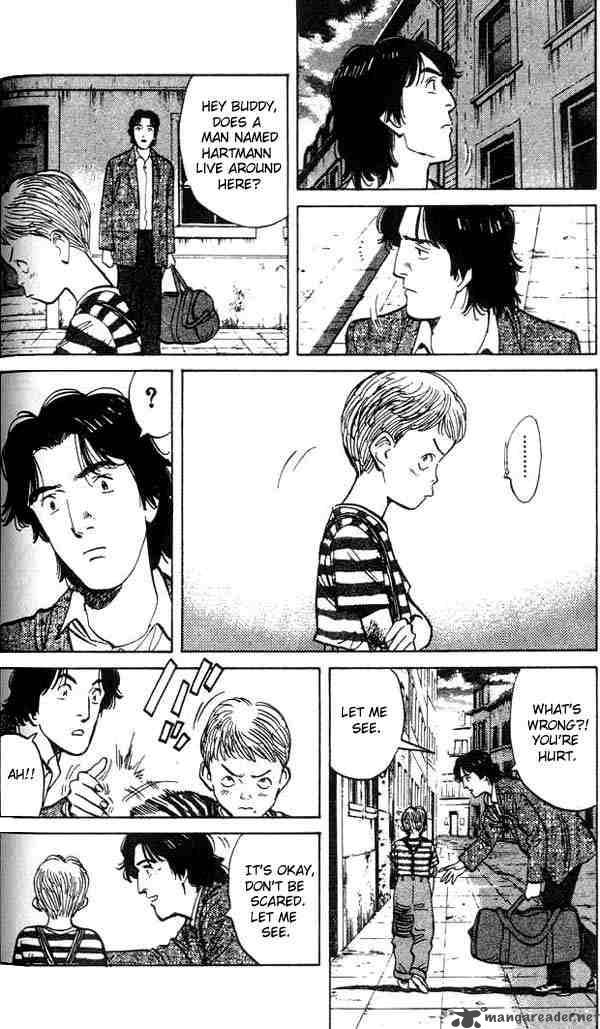 HEY BUDDY,
DOES A
MAN NAMED
HARTMANN
LIVE AROUND
HERE?
?
.........
WHAT'S
WRONG?!
YOU'RE
HURT.
LET ME
SEE.
AH!!
IT'S OKAY,
DON'T BE
SCARED.
LET ME
SEE.
mangareader.net